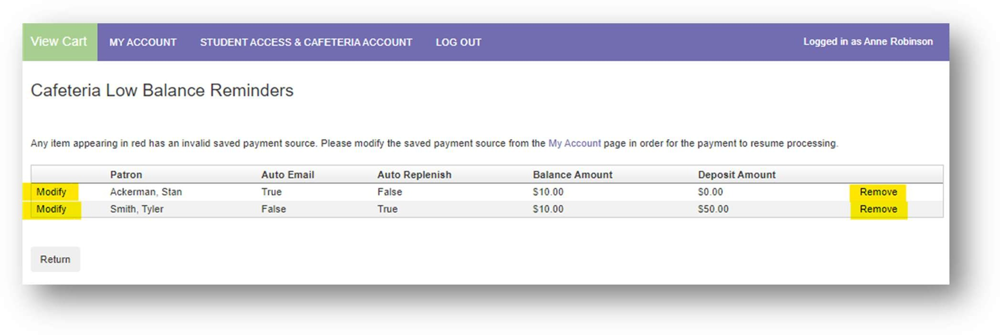 View Cart MY ACCOUNT STUDENT ACCESS & CAFETERIA ACCOUNT LOG OUT Logged in as Anne Robinson
Cafeteria Low Balance Reminders
Any item appearing in red has an invalid saved payment source. Please modify the saved payment source from the My Account page in order for the payment to resume processing.
Patron Auto Email Auto Replenish Balance Amount Deposit Amount
Modify Ackerman, Stan True False $10.00 $0.00 Remove
Modify Smith, Tyler False True $10.00 $50.00 Remove
Return